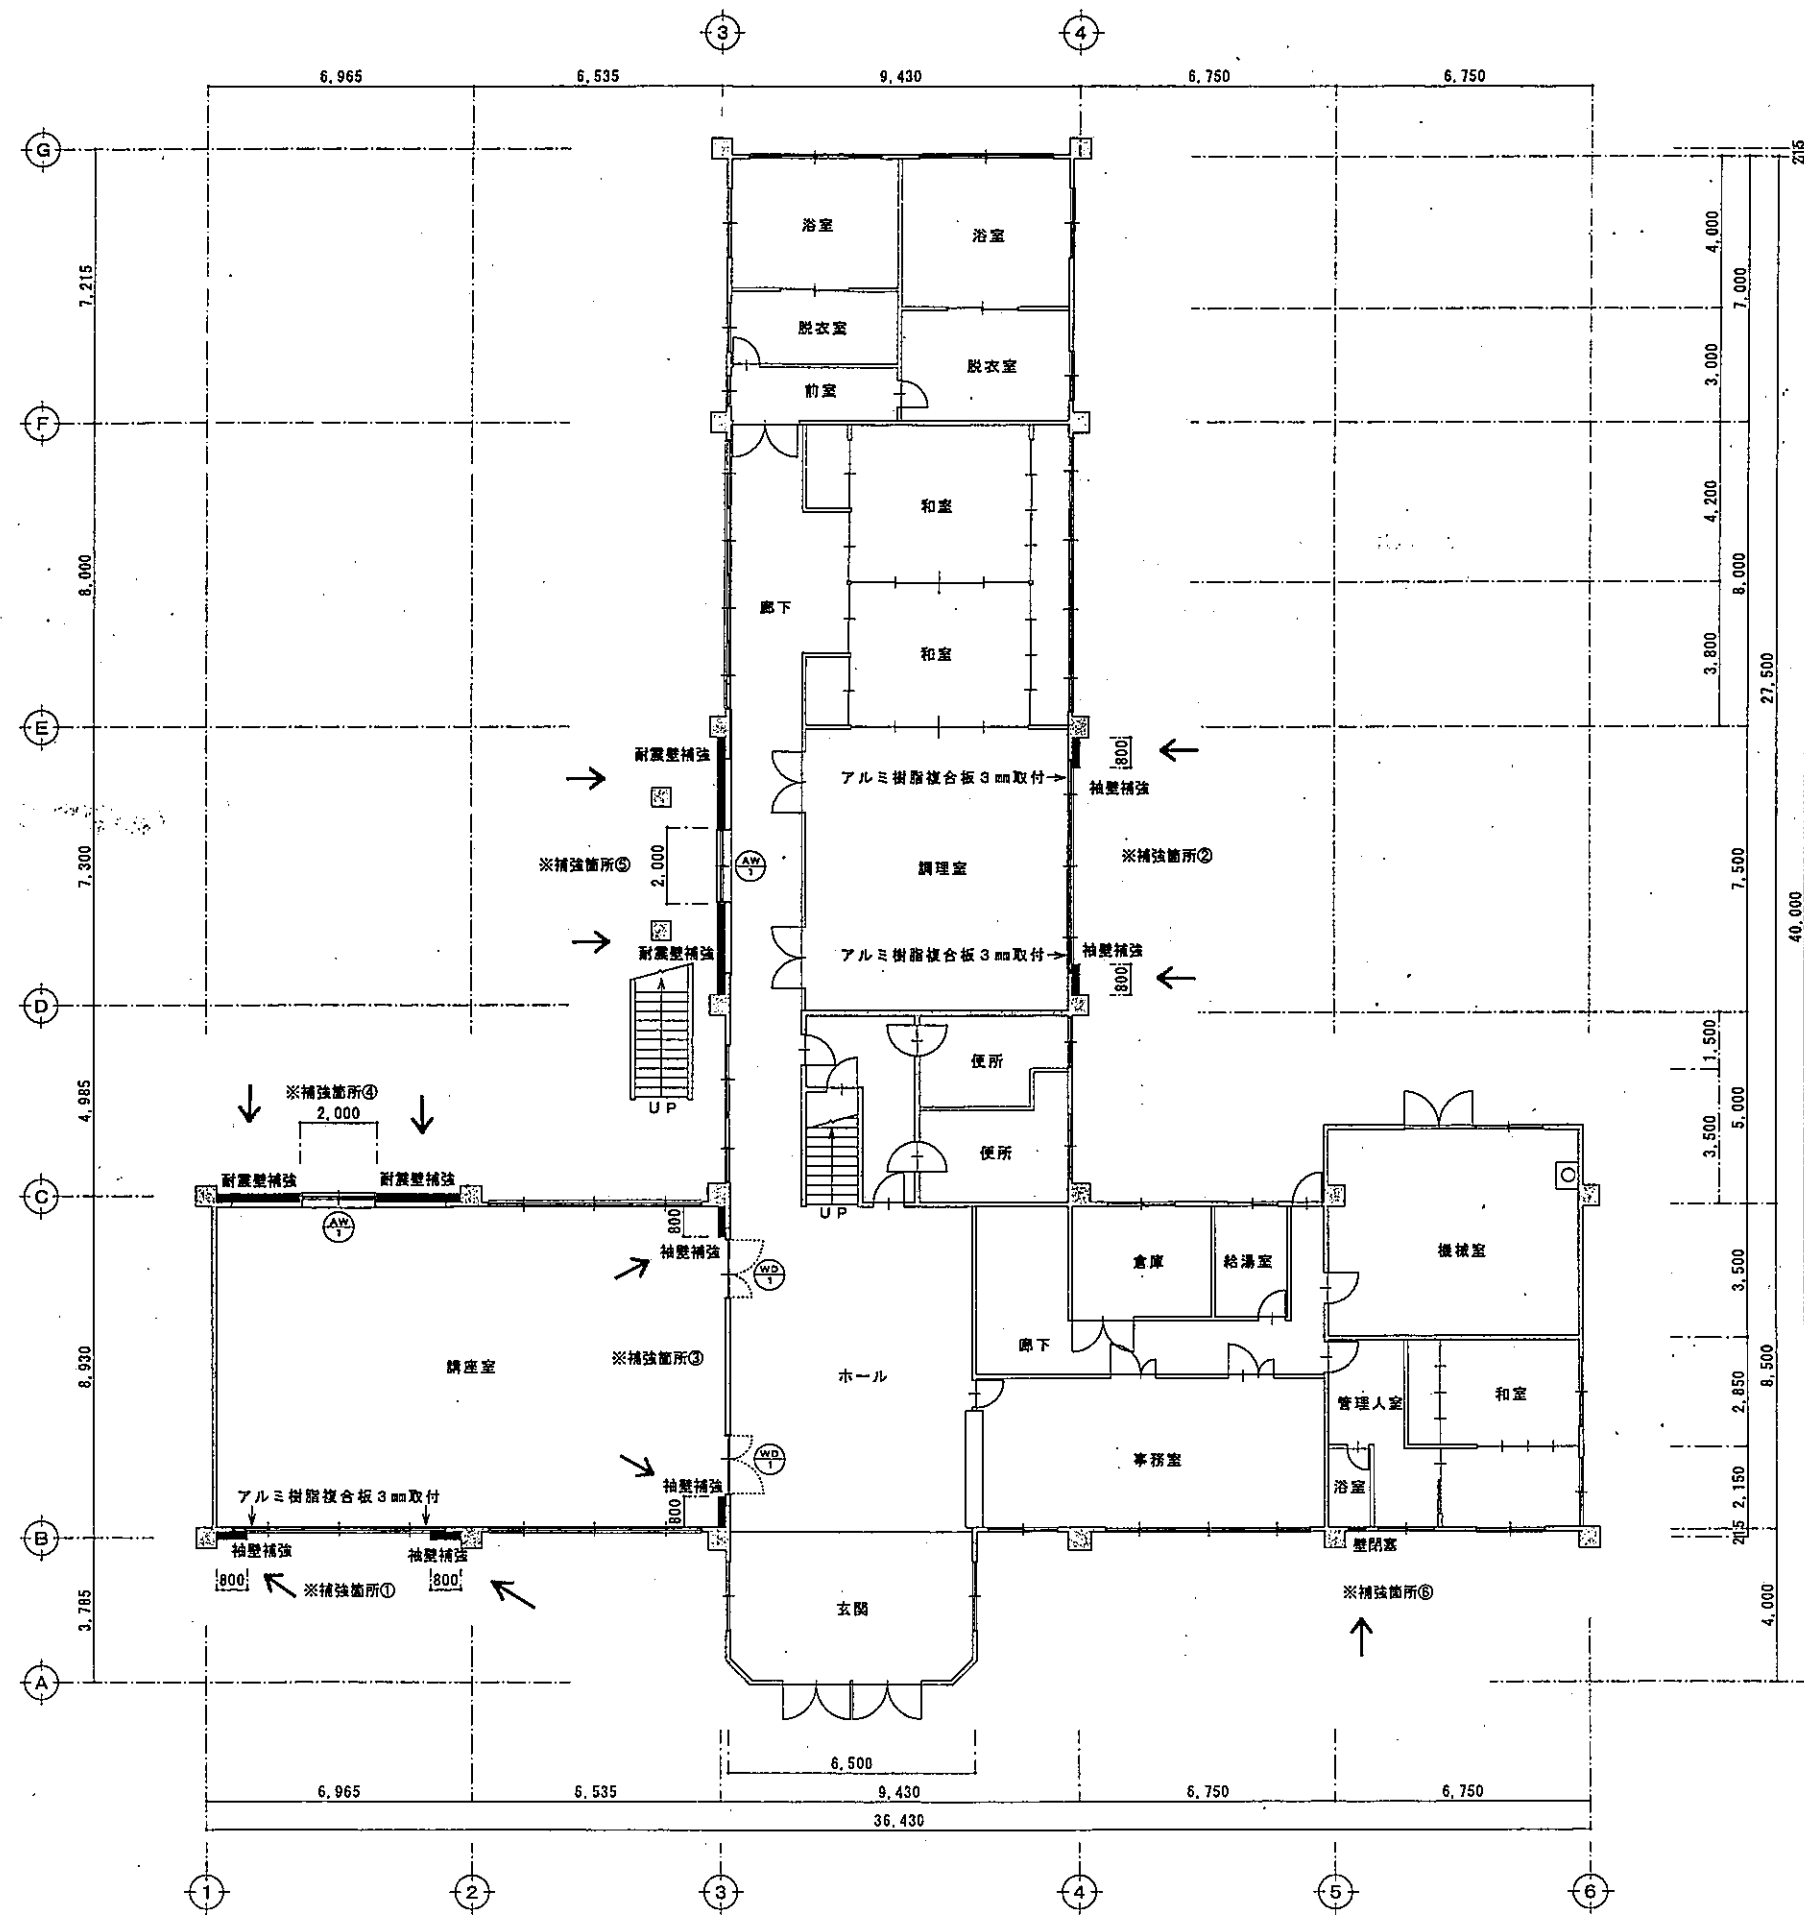 3
4
6,965
6,535
9,430
6,750
6,750
G
215
浴室
浴室
4,000
7,215
7,000
脱衣室
脱衣室
3,000
前室
F
和室
4,200
8,000
8,000
廊下
和室
3,800
27,500
E
耐震壁補強
800
アルミ樹脂複合板3㎜取付
袖壁補強
※補強箇所⑤
2,000
AW
1
※補強箇所②
調理室
7,300
7,500
40,000
耐震壁補強
アルミ樹脂複合板3㎜取付
袖壁補強
800
D
1,500
便所
4,985
※補強箇所④
2,000
UP
5,000
3,500
便所
耐震壁補強
耐震壁補強
C
UP
AW
1
800
袖壁補強
WD
1
倉庫
給湯室
機械室
3,500
廊下
※補強箇所③
講座室
ホール
8,930
8,500
2,850
管理人室
和室
WD
1
事務室
袖壁補強
800
浴室
2,150
アルミ樹脂複合板3㎜取付
B
215
袖壁補強
袖壁補強
壁閉塞
800
※補強箇所①
800
※補強箇所⑥
玄関
3,785
4,000
A
6,500
6,965
6,535
9,430
6,750
6,750
36,430
1
2
3
4
5
6